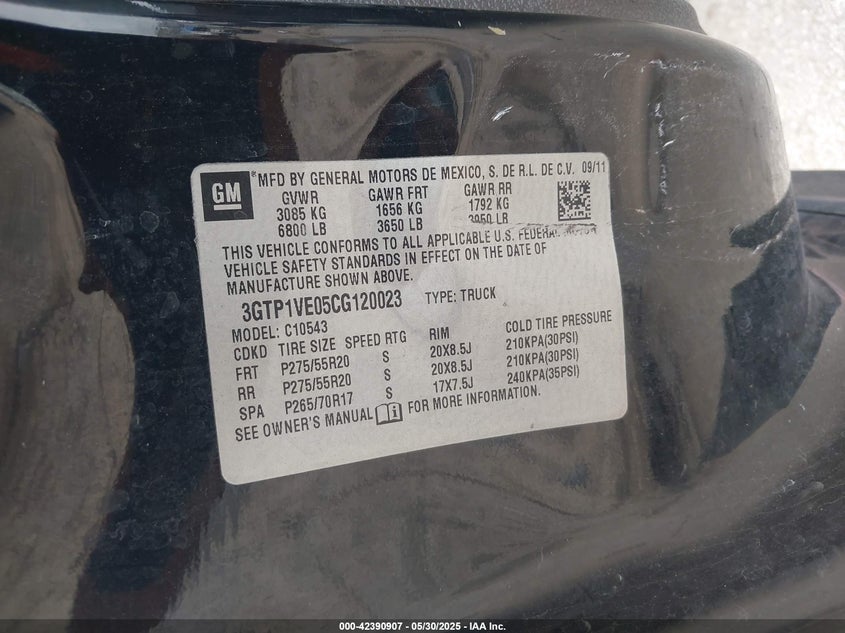 GM
® MFD BY GENERAL MOTORS DE MEXICO, S. DE R.L. DE C.V. 09/11
GVWR GAWR FRT GAWR RR
3085 KG 1656 KG 1792 KG
6800 LB 3650 LB 3950 LB
THIS VEHICLE CONFORMS TO ALL APPLICABLE U.S. FEDERAL MOTOR
VEHICLE SAFETY STANDARDS IN EFFECT ON THE DATE OF
MANUFACTURE SHOWN ABOVE.
3GTP1VE05CG120023 TYPE: TRUCK
MODEL: C10543
CDKD TIRE SIZE SPEED RTG RIM COLD TIRE PRESSURE
FRT P275/55R20 S 20X8.5J 210KPA(30PSI)
RR P275/55R20 S 20X8.5J 210KPA(30PSI)
SPA P265/70R17 S 17X7.5J 240KPA(35PSI)
SEE OWNER'S MANUAL FOR MORE INFORMATION.
000-42390907 - 05/30/2025 - IAA Inc.